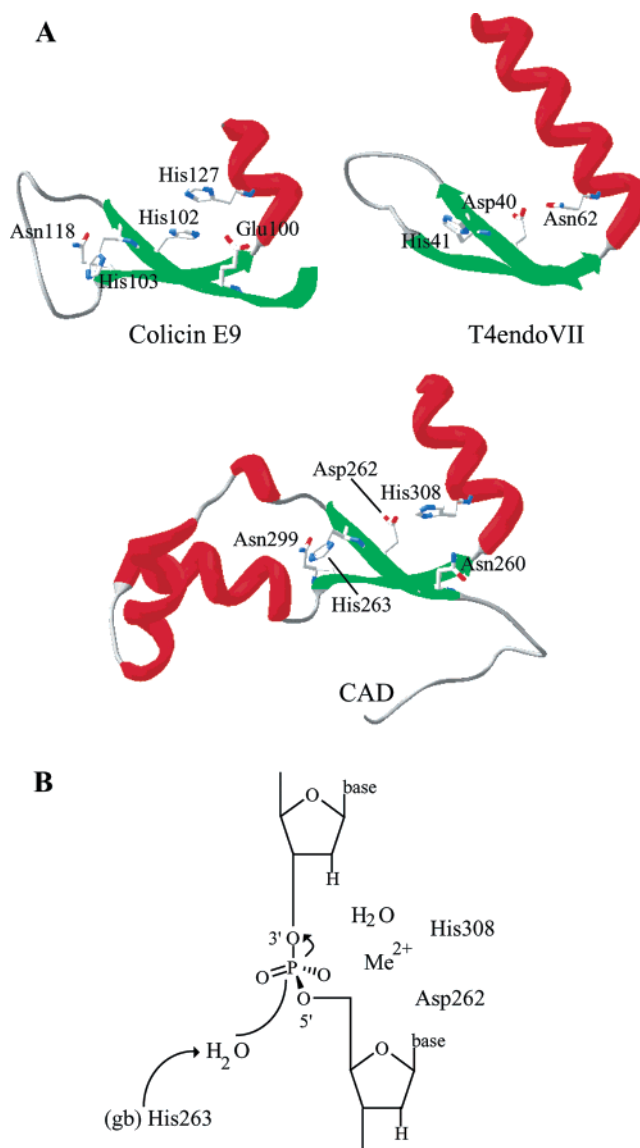 A
His127
His102
Asn118
Glu100
His103
Colicin E9
Asp40
Asn62
His41
T4endoVII
Asp262
His308
Asn299
Asn260
His263
CAD
B
base
O
H
H₂O
His308
3'
O
Me²⁺
O
P
O
Asp262
O
5'
H₂O
base
O
(gb) His263
H